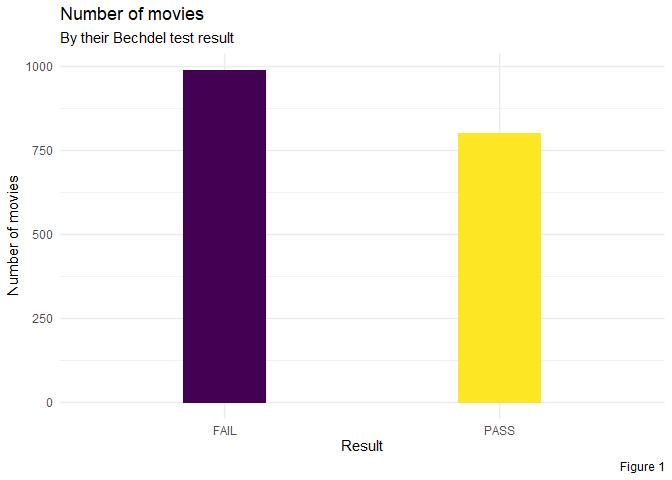 Number of movies
By their Bechdel test result
1000
750
500
250
0
Number of movies
FAIL PASS
Result
Figure 1